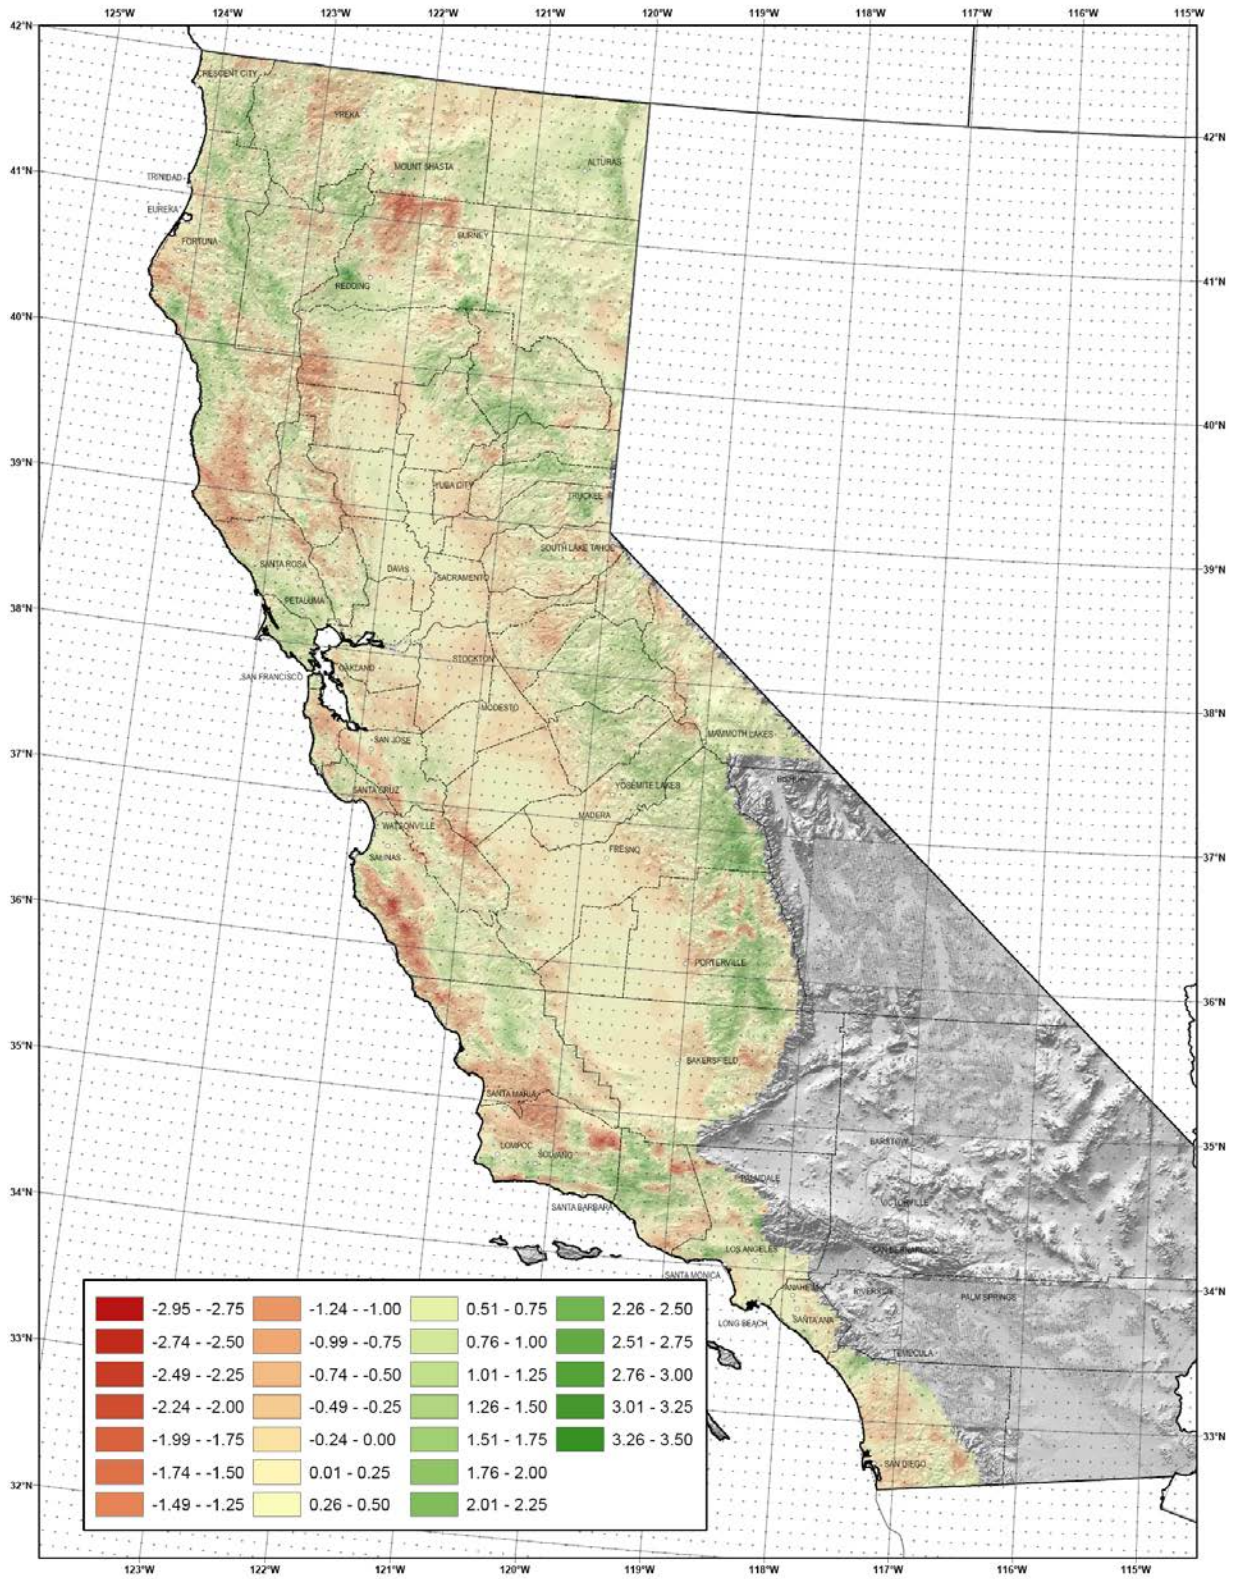 125°W 124°W 123°W 122°W 121°W 120°W 119°W 118°W 117°W 116°W 115°W
42°N
CRESCENT CITY
YREKA
42°N
ALTURAS
MOUNT SHASTA
41°N
TRINIDAD
EUREKA
BURNEY
FORTUNA
41°N
REDDING
40°N
40°N
39°N
YUBA CITY
TRUCKEE
SOUTH LAKE TAHOE
SANTA ROSA
DAVIS
39°N
SACRAMENTO
PETALUMA
38°N
STOCKTON
OAKLAND
SAN FRANCISCO
MODESTO
38°N
MAMMOTH LAKES
SAN JOSE
37°N
BISHOP
YOSEMITE LAKES
SANTA CRUZ
MADERA
WATSONVILLE
FRESNO
SALINAS
37°N
36°N
PORTERVILLE
36°N
35°N
BAKERSFIELD
SANTA MARIA
BARSTOW
LOMPOC
35°N
SOLVANG
PALMDALE
34°N
VICTORVILLE
SANTA BARBARA
LOS ANGELES
SAN BERNARDINO
SANTA MONICA
ANAHEIM
RIVERSIDE
34°N
PALM SPRINGS
SANTA ANA
LONG BEACH
33°N
TEMECULA
33°N
SAN DIEGO
32°N
-2.95 - -2.75 -1.24 - -1.00 0.51 - 0.75 2.26 - 2.50
-2.74 - -2.50 -0.99 - -0.75 0.76 - 1.00 2.51 - 2.75
-2.49 - -2.25 -0.74 - -0.50 1.01 - 1.25 2.76 - 3.00
-2.24 - -2.00 -0.49 - -0.25 1.26 - 1.50 3.01 - 3.25
-1.99 - -1.75 -0.24 - 0.00 1.51 - 1.75 3.26 - 3.50
-1.74 - -1.50 0.01 - 0.25 1.76 - 2.00
-1.49 - -1.25 0.26 - 0.50 2.01 - 2.25
123°W 122°W 121°W 120°W 119°W 118°W 117°W 116°W 115°W